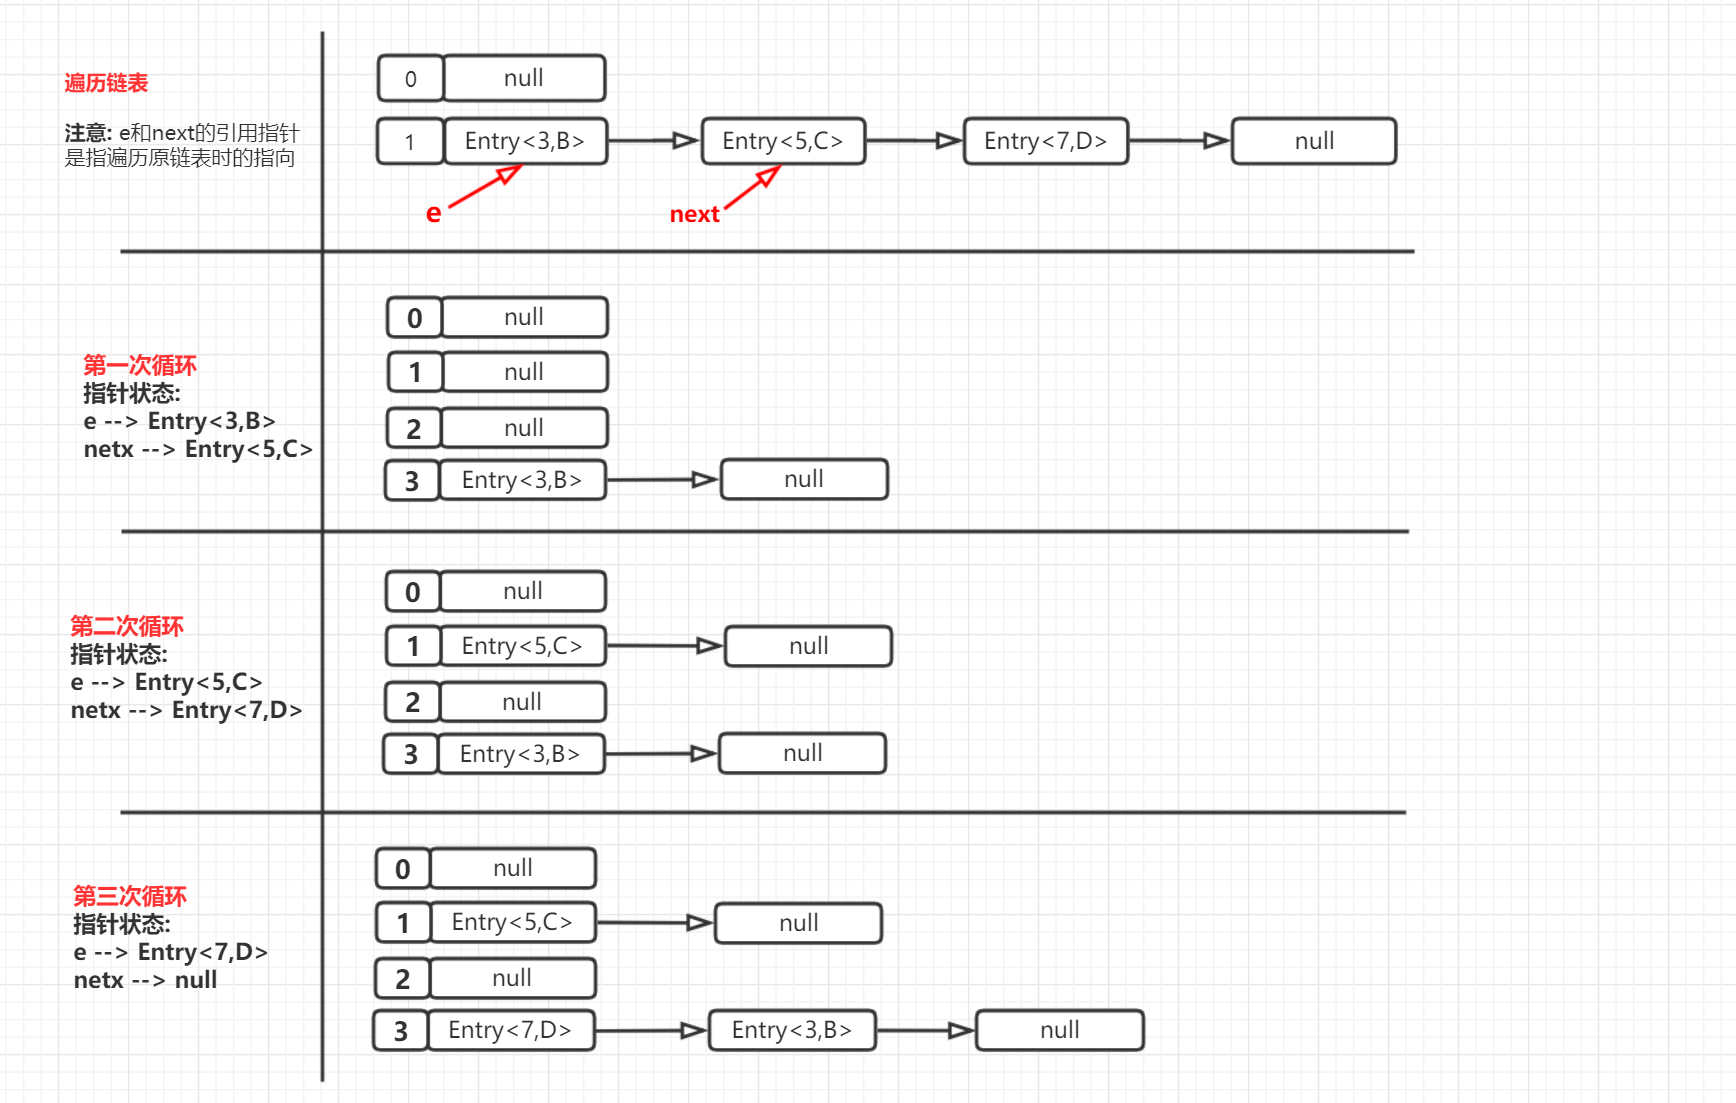 遍历链表
注意: e和next的引用指针
是指遍历原链表时的指向
0 null
1 Entry<3,B> Entry<5,C> Entry<7,D> null
e next
第一次循环
指针状态:
e --> Entry<3,B>
netx --> Entry<5,C>
0 null
1 null
2 null
3 Entry<3,B> null
第二次循环
指针状态:
e --> Entry<5,C>
netx --> Entry<7,D>
0 null
1 Entry<5,C> null
2 null
3 Entry<3,B> null
第三次循环
指针状态:
e --> Entry<7,D>
netx --> null
0 null
1 Entry<5,C> null
2 null
3 Entry<7,D> Entry<3,B> null